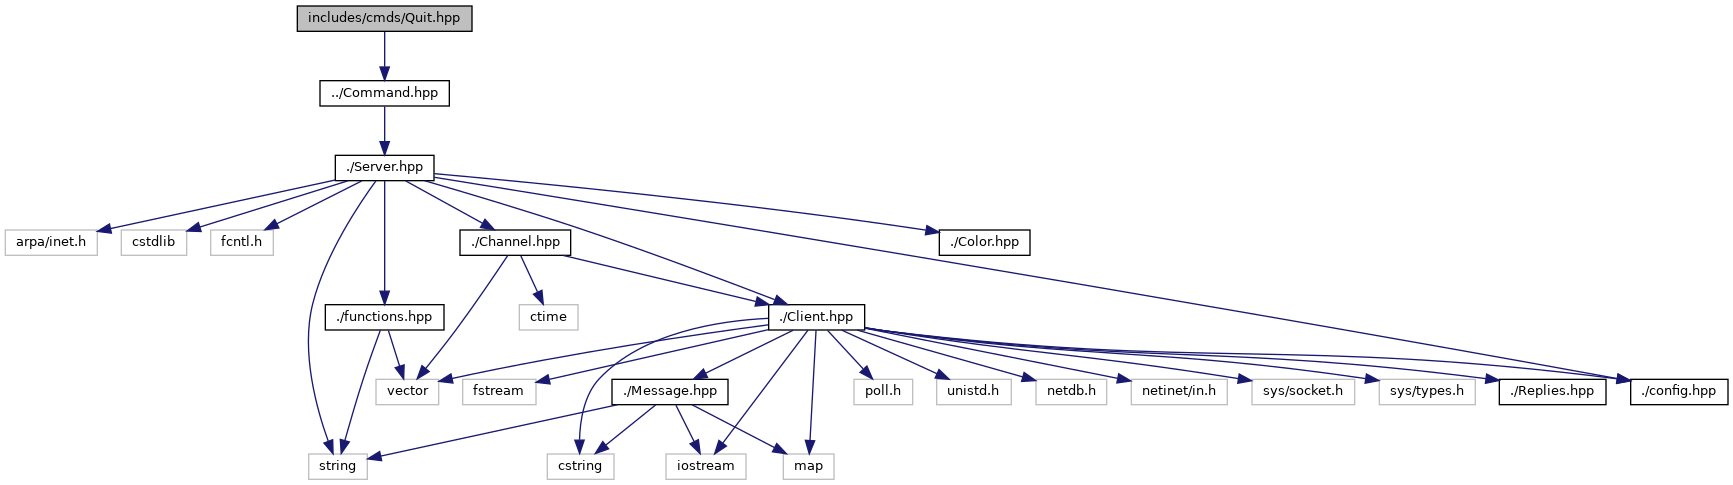 includes/cmds/Quit.hpp
../Command.hpp
./Server.hpp
arpa/inet.h
cstdlib
fcntl.h
./Channel.hpp
./Color.hpp
./functions.hpp
ctime
./Client.hpp
vector
fstream
./Message.hpp
poll.h
unistd.h
netdb.h
netinet/in.h
sys/socket.h
sys/types.h
./Replies.hpp
./config.hpp
string
cstring
iostream
map